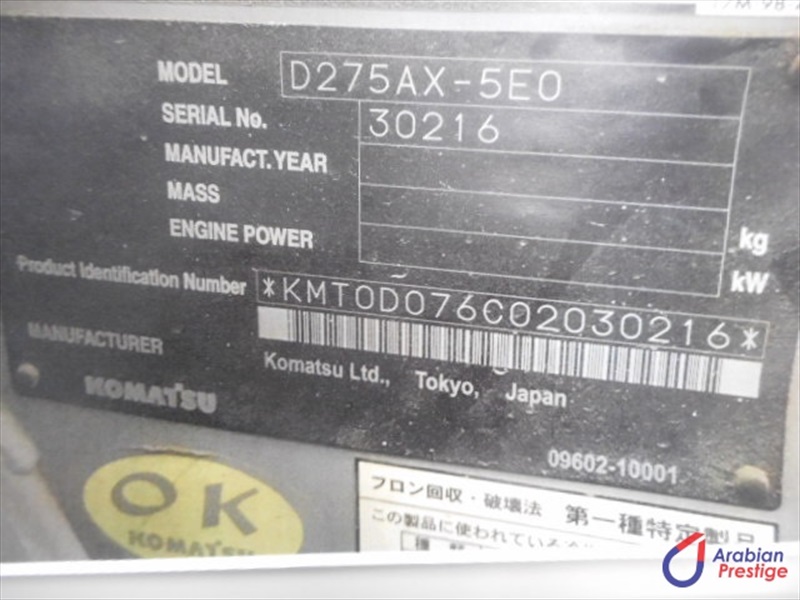 MODEL D275AX-5E0
SERIAL No. 30216
MANUFACT.YEAR
MASS kg
ENGINE POWER kW
Product Identification Number *KMT0D076C02030216*
MANUFACTURER
Komatsu Ltd., Tokyo, Japan
KOMATSU
09602-10001
OK
KOMATSU
フロン回収・破壊法 第一種特定製品
この製品に使われている
Arabian
Prestige